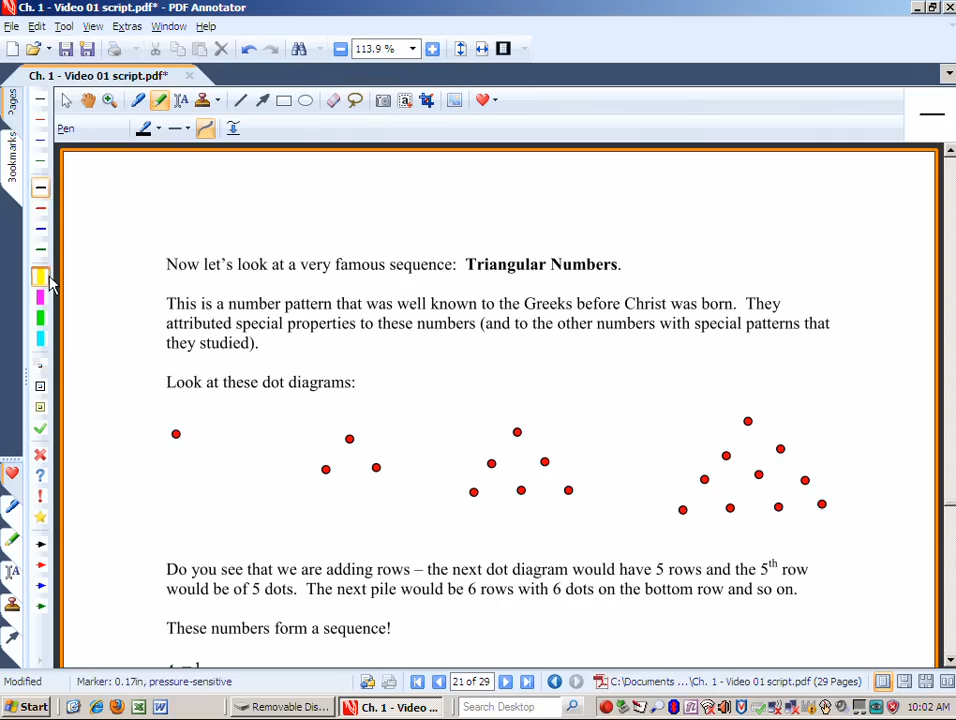 Ch. 1 - Video 01 script.pdf* - PDF Annotator
File Edit Tool View Extras Window Help
113.9 %
Ch. 1 - Video 01 script.pdf*
Pen
Pages
Bookmarks
Now let's look at a very famous sequence: Triangular Numbers.
This is a number pattern that was well known to the Greeks before Christ was born. They
attributed special properties to these numbers (and to the other numbers with special patterns that
they studied).
Look at these dot diagrams:
Do you see that we are adding rows – the next dot diagram would have 5 rows and the 5th row
would be of 5 dots. The next pile would be 6 rows with 6 dots on the bottom row and so on.
These numbers form a sequence!
Modified Marker: 0.17in, pressure-sensitive 21 of 29 C:\Documents ...\Ch. 1 - Video 01 script.pdf (29 Pages)
Start Removable Dis... Ch. 1 - Video ... Search Desktop 10:02 AM